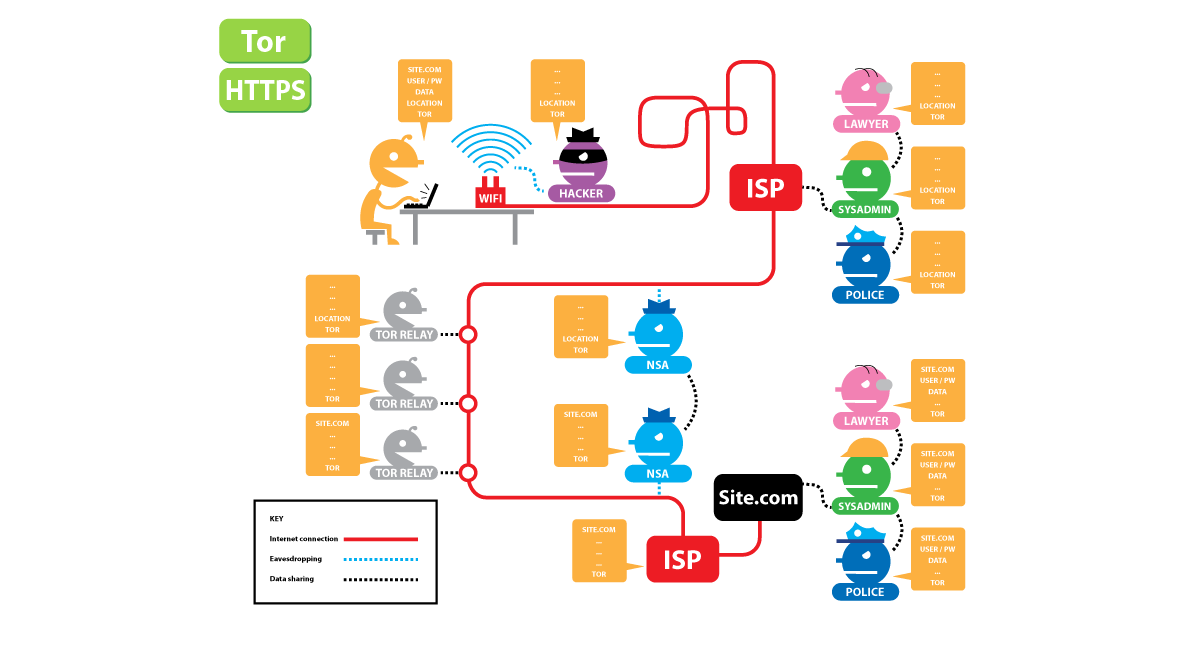 Tor
HTTPS
SITE.COM
USER / PW
DATA
LOCATION
TOR
...
...
...
LOCATION
TOR
WIFI
HACKER
ISP
...
...
...
LOCATION
TOR
LAWYER
...
...
...
LOCATION
TOR
SYSADMIN
...
...
...
LOCATION
TOR
POLICE
...
...
...
LOCATION
TOR
TOR RELAY
...
...
...
...
TOR
TOR RELAY
SITE.COM
...
...
...
TOR
TOR RELAY
...
...
...
LOCATION
TOR
NSA
SITE.COM
...
...
...
TOR
NSA
SITE.COM
...
...
...
TOR
ISP
Site.com
SITE.COM
USER / PW
DATA
...
TOR
LAWYER
SITE.COM
USER / PW
DATA
...
TOR
SYSADMIN
SITE.COM
USER / PW
DATA
...
TOR
POLICE
KEY
Internet connection
Eavesdropping
Data sharing